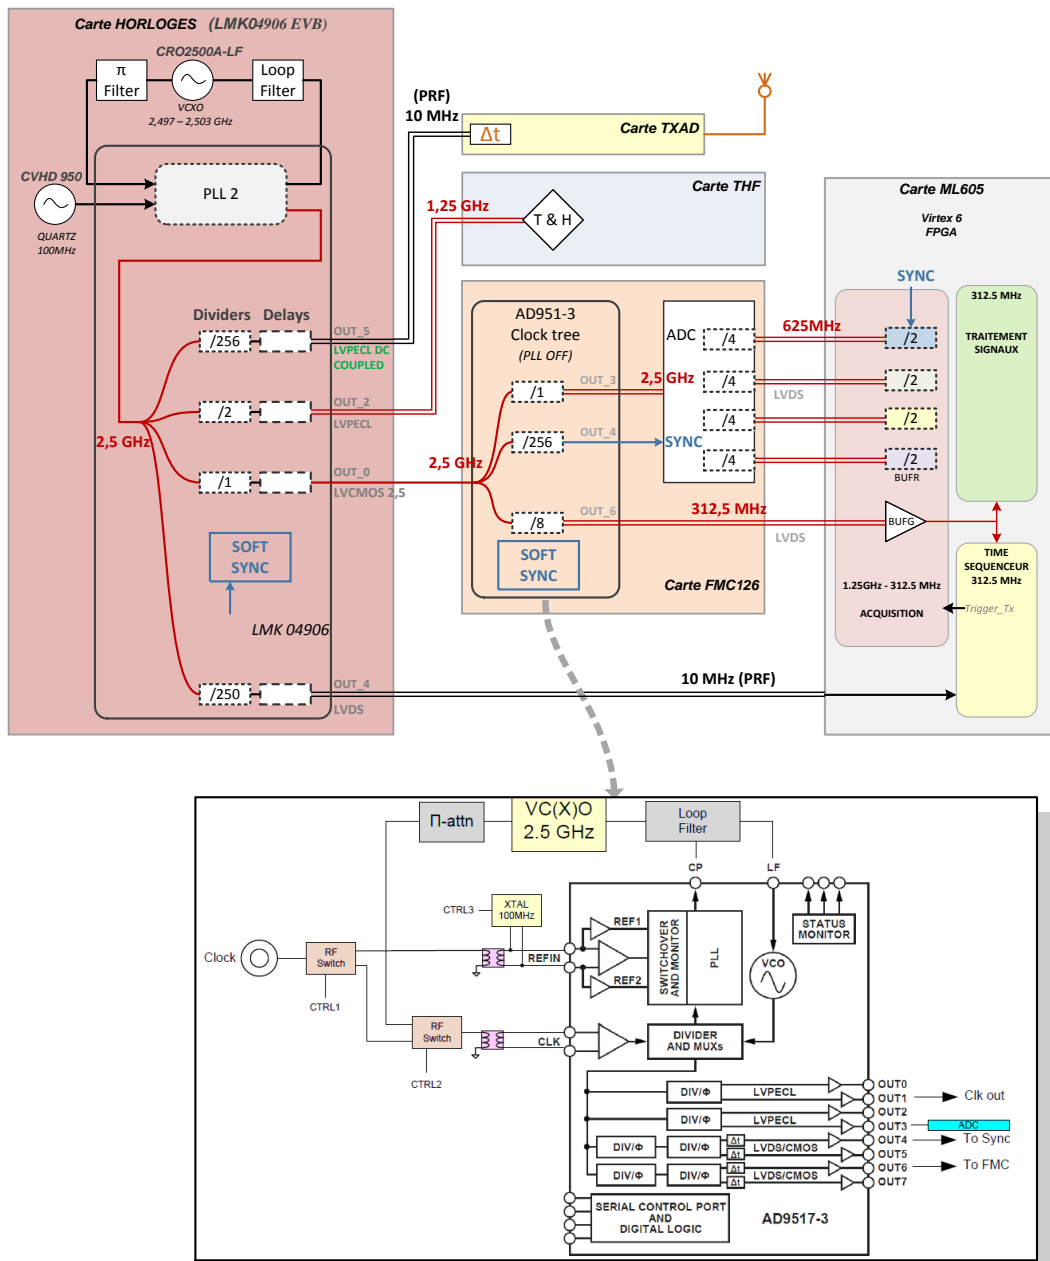 Carte HORLOGES (LMK04906 EVB)
CRO2500A-LF
π
Filter
Loop
Filter
VCXO
2,497 – 2,503 GHz
CVHD 950
PLL 2
QUARTZ
100MHz
Dividers
Delays
/256
OUT_5
LVPECL DC
COUPLED
/2
OUT_2
LVPECL
2,5 GHz
/1
OUT_0
LVCMOS 2,5
SOFT
SYNC
LMK 04906
/250
OUT_4
LVDS
(PRF)
10 MHz
Δt
Carte TXAD
Carte THF
1,25 GHz
T & H
AD951-3
Clock tree
(PLL OFF)
/1
OUT_3
2,5 GHz
/256
OUT_4
SYNC
2,5 GHz
/8
OUT_6
312,5 MHz
SOFT
SYNC
ADC
/4
/4
/4
/4
Carte FMC126
625MHz
LVDS
LVDS
10 MHz (PRF)
Carte ML605
Virtex 6
FPGA
SYNC
/2
/2
/2
/2
BUFR
BUFG
1.25GHz - 312.5 MHz
ACQUISITION
312.5 MHz
TRAITEMENT
SIGNAUX
TIME
SEQUENCEUR
312.5 MHz
Trigger_Tx
Π-attn
VC(X)O
2.5 GHz
Loop
Filter
CP
LF
CTRL3
XTAL
100MHz
REF1
REFIN
REF2
SWITCHOVER
AND MONITOR
PLL
STATUS
MONITOR
VCO
Clock
RF
Switch
CTRL1
RF
Switch
CTRL2
CLK
DIVIDER
AND MUXs
DIV/Φ
LVPECL
OUT0
OUT1
Clk out
DIV/Φ
LVPECL
OUT2
OUT3
ADC
DIV/Φ
DIV/Φ
Δt
Δt
LVDS/CMOS
OUT4
To Sync
OUT5
DIV/Φ
DIV/Φ
Δt
Δt
LVDS/CMOS
OUT6
To FMC
OUT7
SERIAL CONTROL PORT
AND
DIGITAL LOGIC
AD9517-3